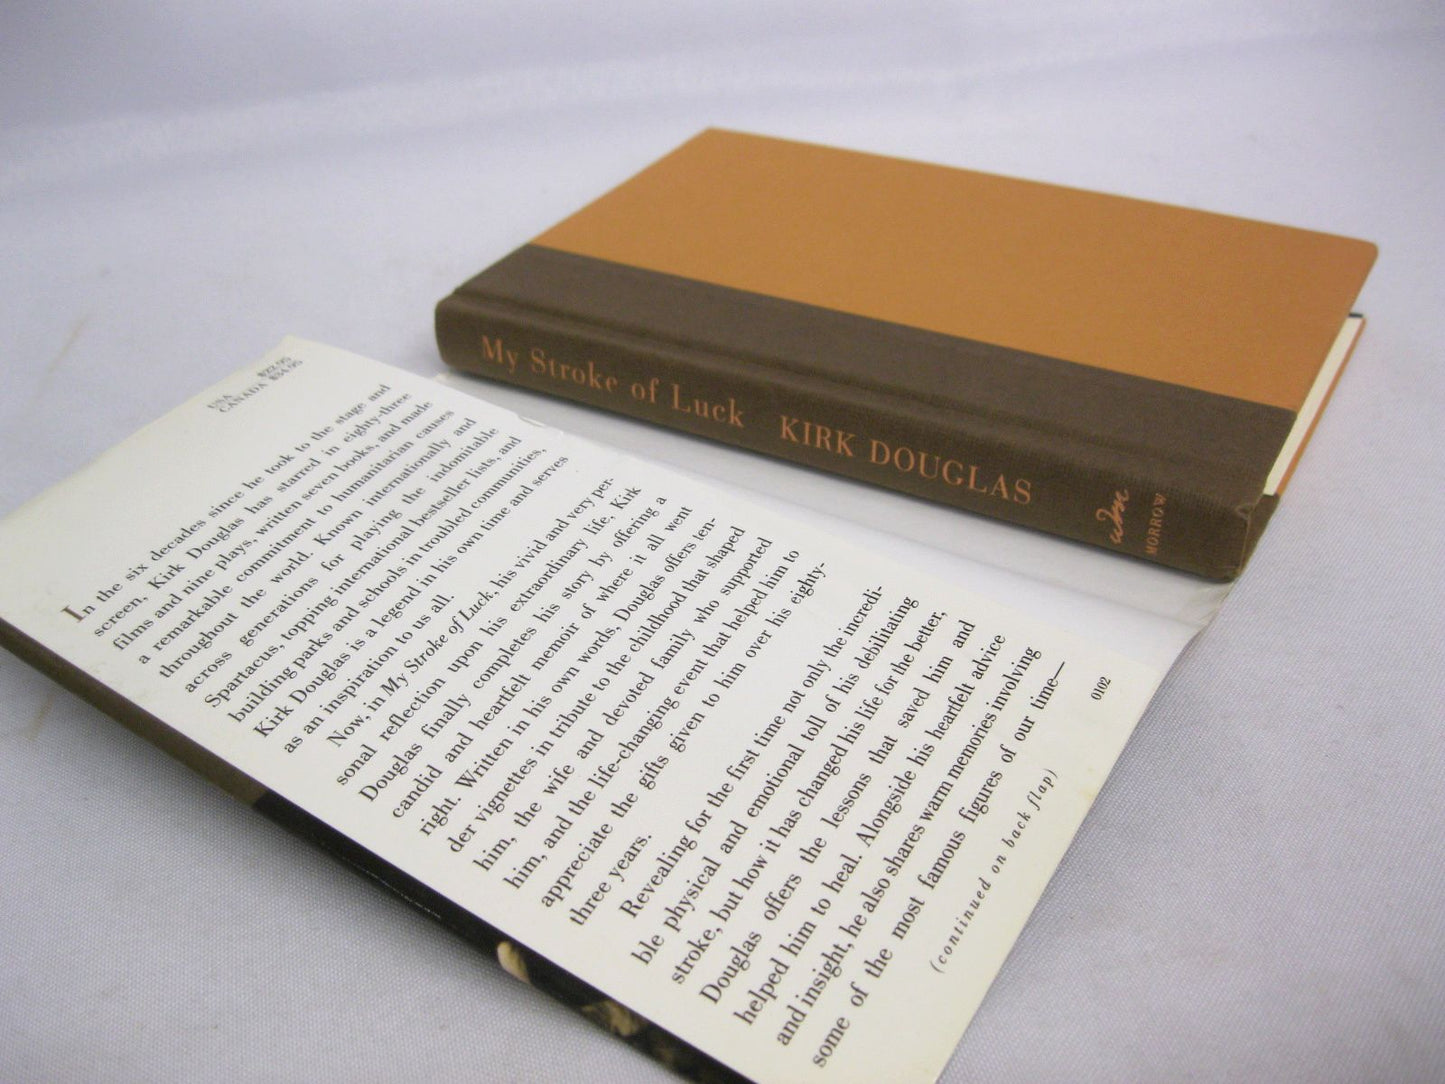 My Stroke of Luck KIRK DOUGLAS
wm
MORROW
USA $22.95
CANADA $34.95
In the six decades since he took to the stage and
screen, Kirk Douglas has starred in eighty-three
films and nine plays, written seven books, and made
a remarkable commitment to humanitarian causes
throughout the world. Known internationally and
across generations for playing the indomitable
Spartacus, topping international bestseller lists, and
building parks and schools in troubled communities,
Kirk Douglas is a legend in his own time and serves
as an inspiration to us all.
Now, in My Stroke of Luck, his vivid and very per-
sonal reflection upon his extraordinary life, Kirk
Douglas finally completes his story by offering a
candid and heartfelt memoir of where it all went
right. Written in his own words, Douglas offers ten-
der vignettes in tribute to the childhood that shaped
him, the wife and devoted family who supported
him, and the life-changing event that helped him to
appreciate the gifts given to him over his eighty-
three years.
Revealing for the first time not only the incredi-
ble physical and emotional toll of his debilitating
stroke, but how it has changed his life for the better,
Douglas offers the lessons that saved him and
helped him to heal. Alongside his heartfelt advice
and insight, he also shares warm memories involving
some of the most famous figures of our time—
(continued on back flap)
0102